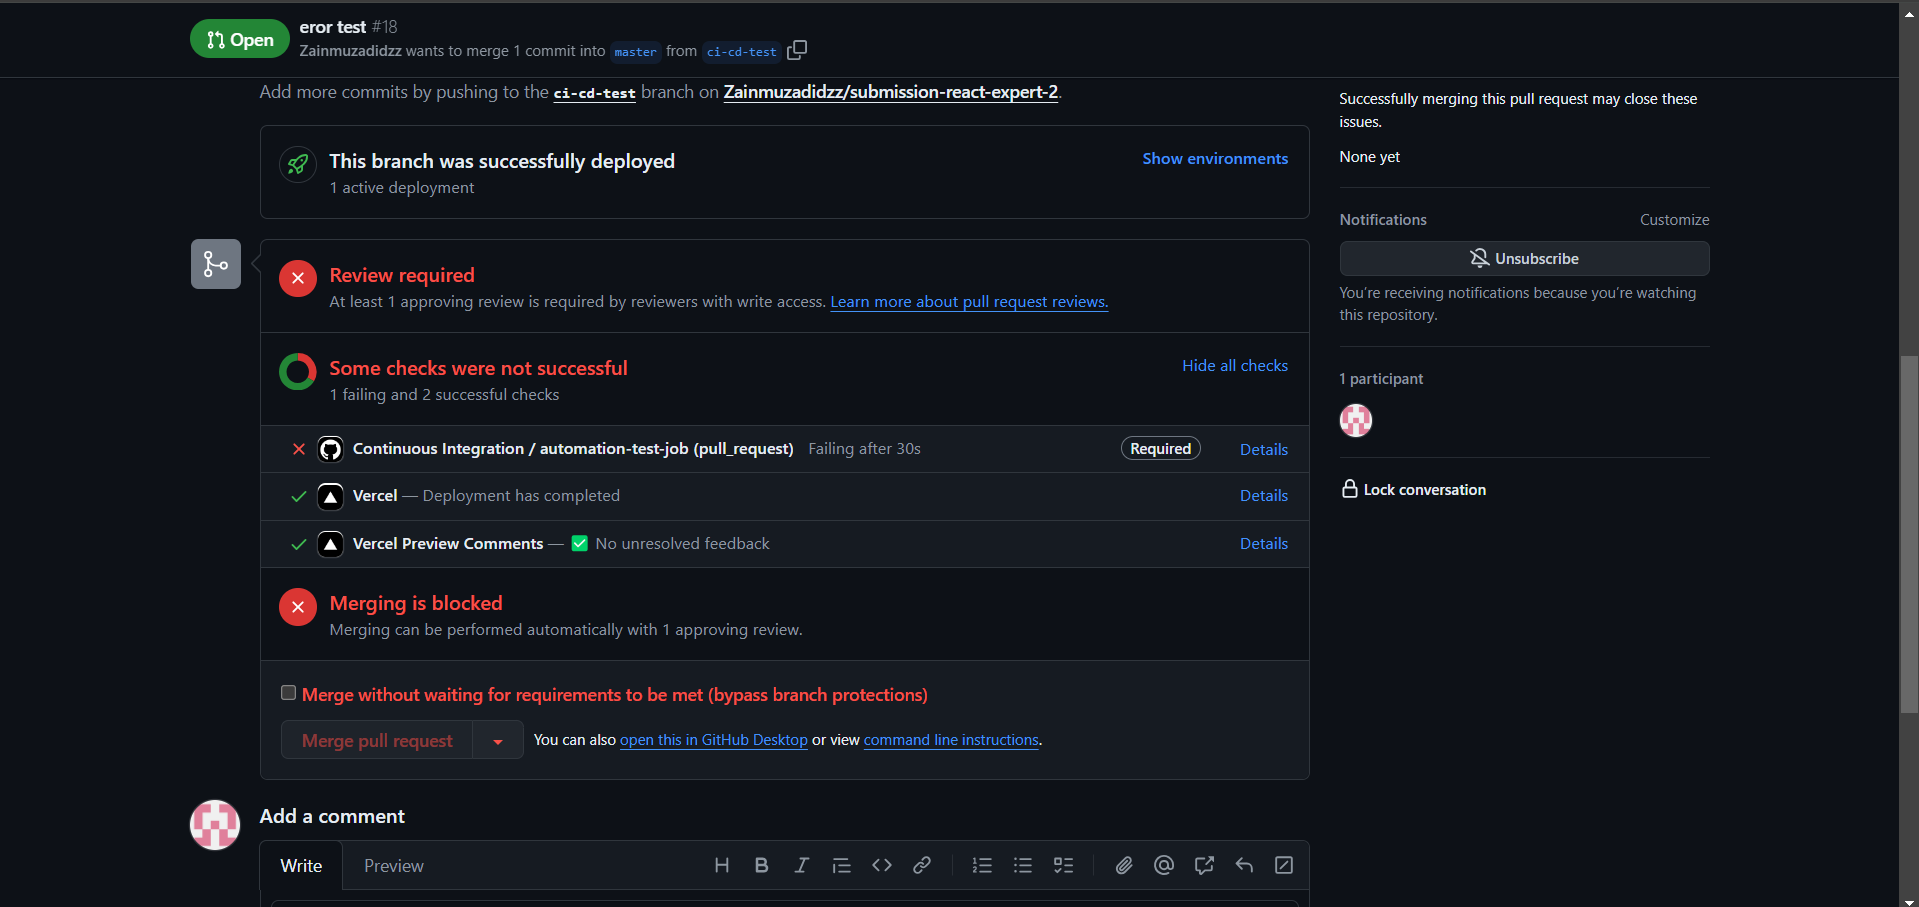 Open
eror test #18
Zainmuzadidzz wants to merge 1 commit into master from ci-cd-test
Add more commits by pushing to the ci-cd-test branch on Zainmuzadidzz/submission-react-expert-2.
This branch was successfully deployed
1 active deployment
Show environments
Review required
At least 1 approving review is required by reviewers with write access. Learn more about pull request reviews.
Some checks were not successful
1 failing and 2 successful checks
Hide all checks
Continuous Integration / automation-test-job (pull_request) Failing after 30s Required Details
Vercel — Deployment has completed Details
Vercel Preview Comments — ✅ No unresolved feedback Details
Merging is blocked
Merging can be performed automatically with 1 approving review.
Merge without waiting for requirements to be met (bypass branch protections)
Merge pull request You can also open this in GitHub Desktop or view command line instructions.
Add a comment
Write Preview
Successfully merging this pull request may close these
issues.
None yet
Notifications Customize
Unsubscribe
You're receiving notifications because you're watching
this repository.
1 participant
Lock conversation